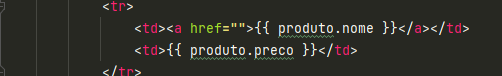 <tr>
<td><a href="">{{ produto.nome }}</a></td>
<td>{{ produto.preco }}</td>
</tr>